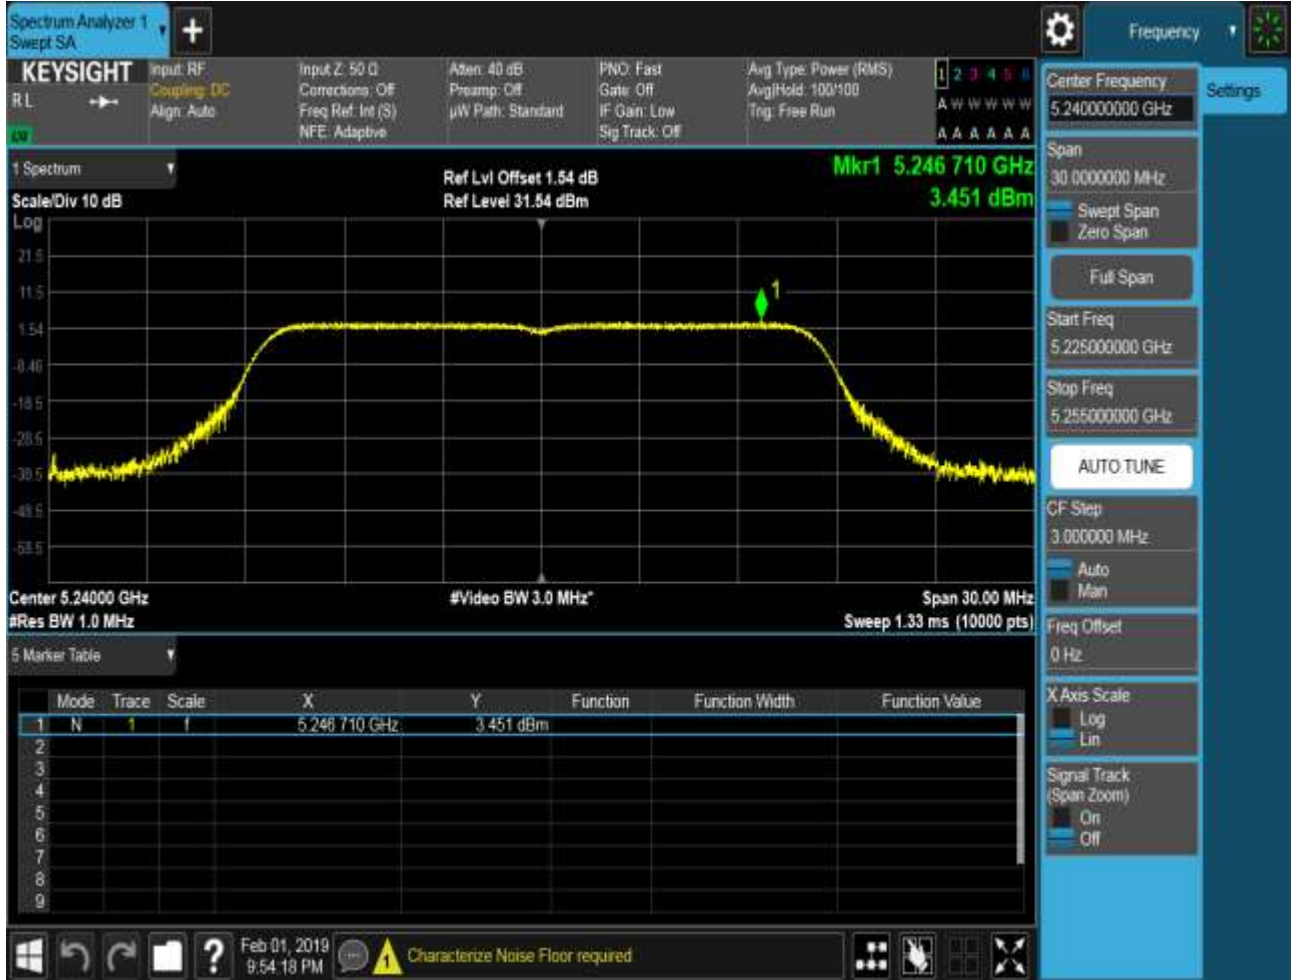 Spectrum Analyzer 1
Swept SA
Frequency
KEYSIGHT
RL
Input: RF
Coupling: DC
Align: Auto
Input Z: 50 Ω
Corrections: Off
Freq Ref: Int (S)
NFE: Adaptive
Atten: 40 dB
Preamp: Off
µW Path: Standard
PNO: Fast
Gate: Off
IF Gain: Low
Sig Track: Off
Avg Type: Power (RMS)
Avg|Hold: 100/100
Trig: Free Run
1 2 3 4 5 6
A W W W W W
A A A A A A
1 Spectrum
Scale/Div 10 dB
Log
Ref Lvl Offset 1.54 dB
Ref Level 31.54 dBm
Mkr1 5.246 710 GHz
3.451 dBm
21.5
11.5
1.54
-8.46
-18.5
-28.5
-38.5
-48.5
-58.5
1
Center 5.24000 GHz
#Res BW 1.0 MHz
#Video BW 3.0 MHz*
Span 30.00 MHz
Sweep 1.33 ms (10000 pts)
5 Marker Table
Mode Trace Scale X Y Function Function Width Function Value
1 N 1 f 5.246 710 GHz 3.451 dBm
2
3
4
5
6
7
8
9
Center Frequency
5.240000000 GHz
Settings
Span
30.0000000 MHz
Swept Span
Zero Span
Full Span
Start Freq
5.225000000 GHz
Stop Freq
5.255000000 GHz
AUTO TUNE
CF Step
3.000000 MHz
Auto
Man
Freq Offset
0 Hz
X Axis Scale
Log
Lin
Signal Track
(Span Zoom)
On
Off
?
Feb 01, 2019
9:54:18 PM
1
Characterize Noise Floor required